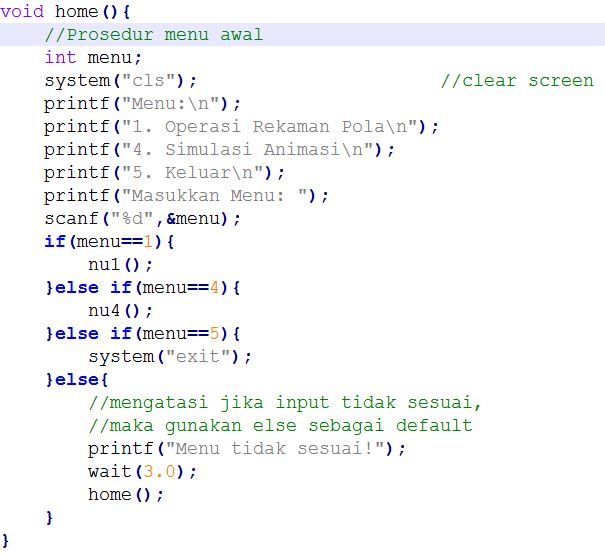 void home(){
    //Prosedur menu awal
    int menu;
    system("cls");                      //clear screen
    printf("Menu:\n");
    printf("1. Operasi Rekaman Pola\n");
    printf("4. Simulasi Animasi\n");
    printf("5. Keluar\n");
    printf("Masukkan Menu: ");
    scanf("%d",&menu);
    if(menu==1){
        nu1();
    }else if(menu==4){
        nu4();
    }else if(menu==5){
        system("exit");
    }else{
        //mengatasi jika input tidak sesuai,
        //maka gunakan else sebagai default
        printf("Menu tidak sesuai!");
        wait(3.0);
        home();
    }
}